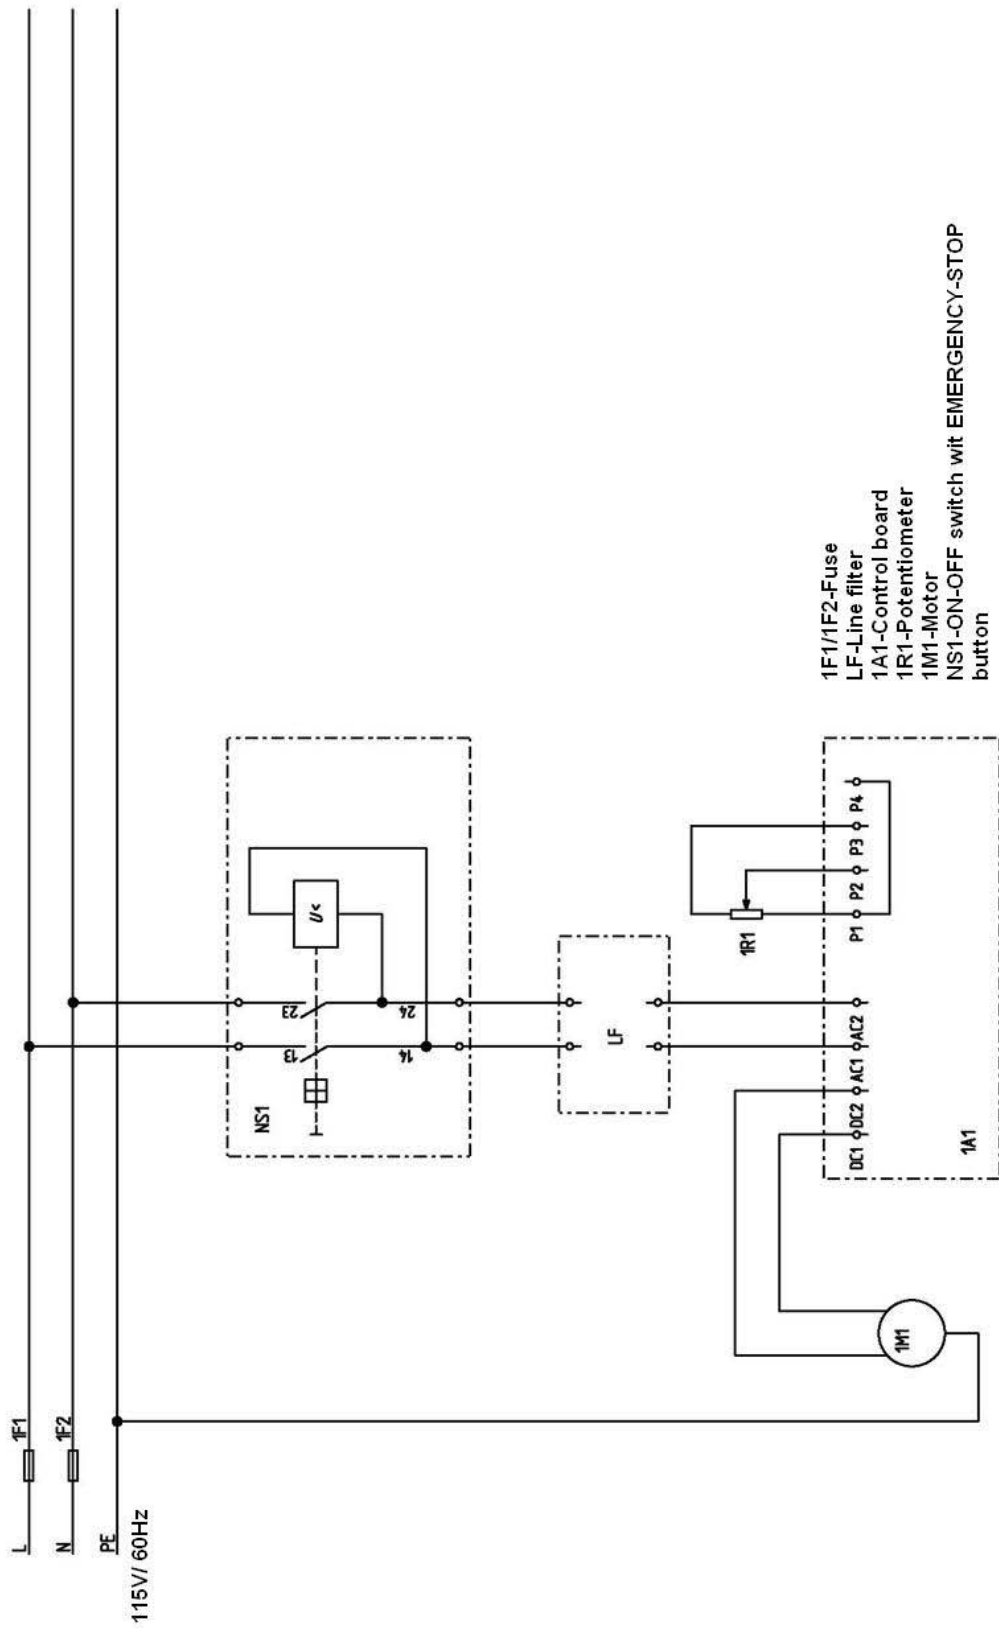 L
1F1
N
1F2
PE
115V/ 60Hz
NS1
13
23
14
24
U<
LF
1R1
DC1
DC2
AC1
AC2
P1
P2
P3
P4
1M1
1A1
1F1/1F2-Fuse
LF-Line filter
1A1-Control board
1R1-Potentiometer
1M1-Motor
NS1-ON-OFF switch wit EMERGENCY-STOP
button